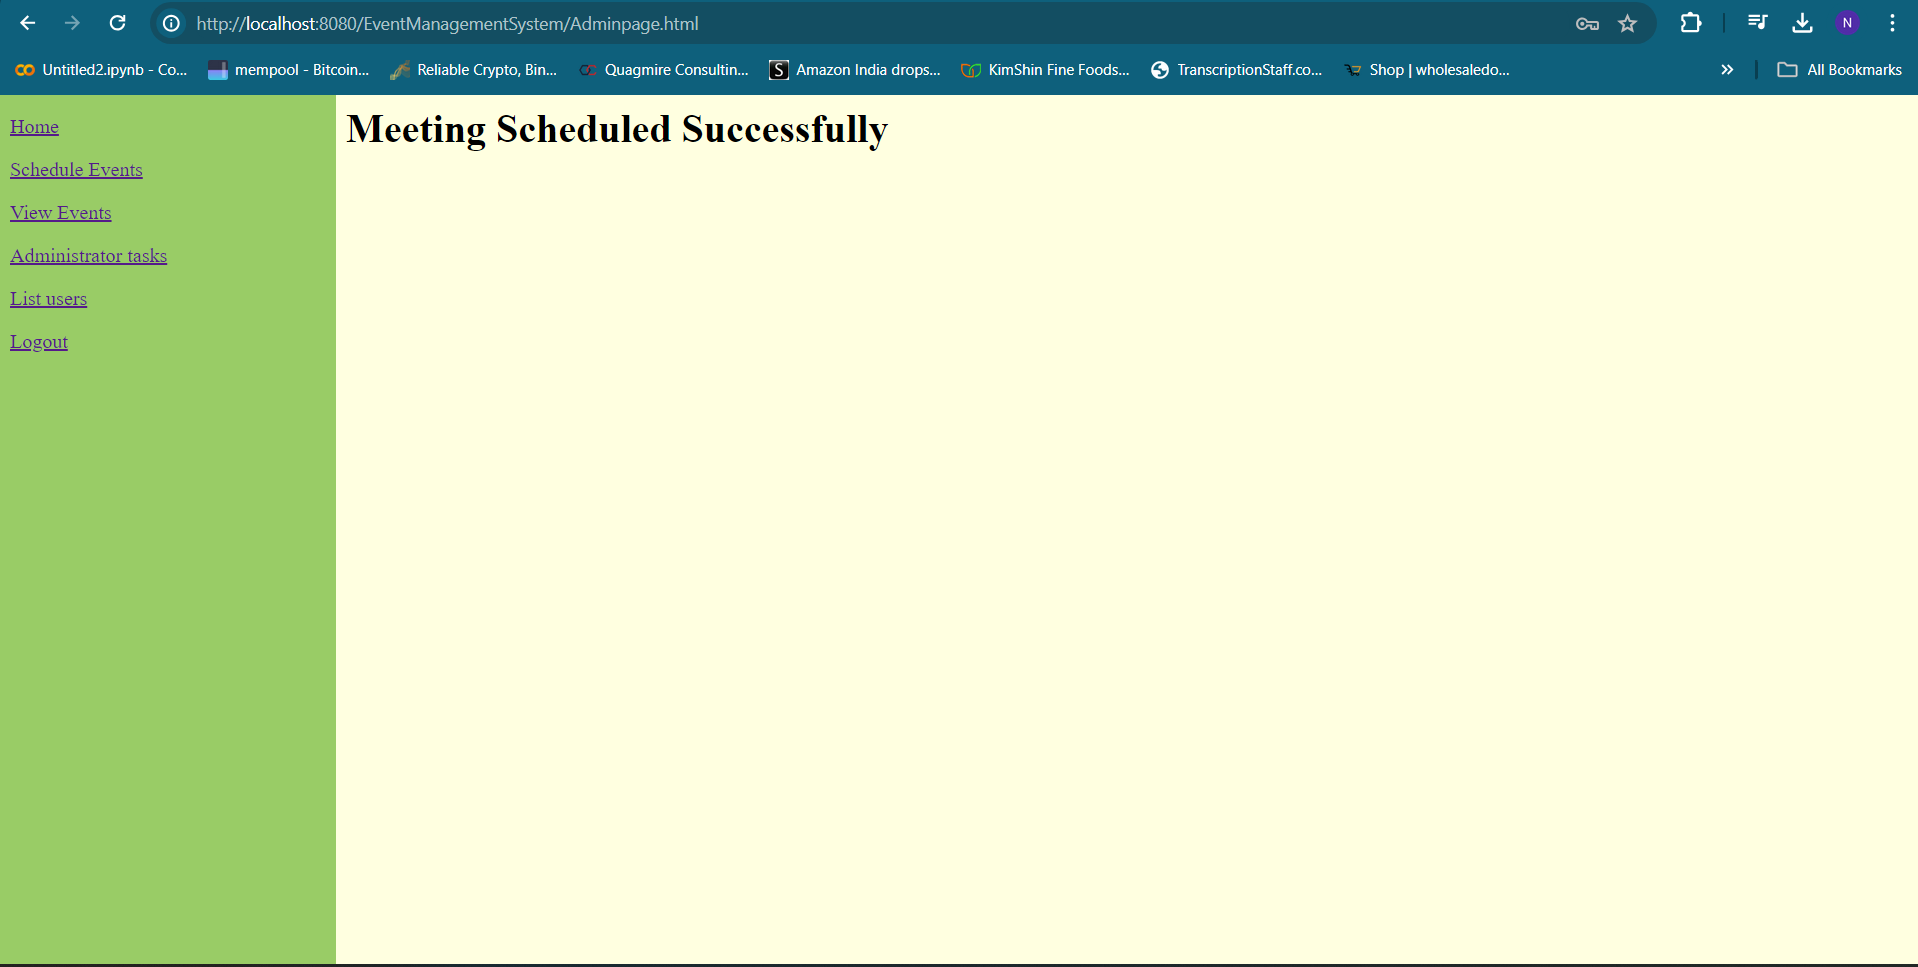 http://localhost:8080/EventManagementSystem/Adminpage.html
N
Untitled2.ipynb - Co...
mempool - Bitcoin...
Reliable Crypto, Bin...
Quagmire Consultin...
S
Amazon India drops...
KimShin Fine Foods...
TranscriptionStaff.co...
Shop | wholesaledo...
All Bookmarks
Home
Schedule Events
View Events
Administrator tasks
List users
Logout
Meeting Scheduled Successfully